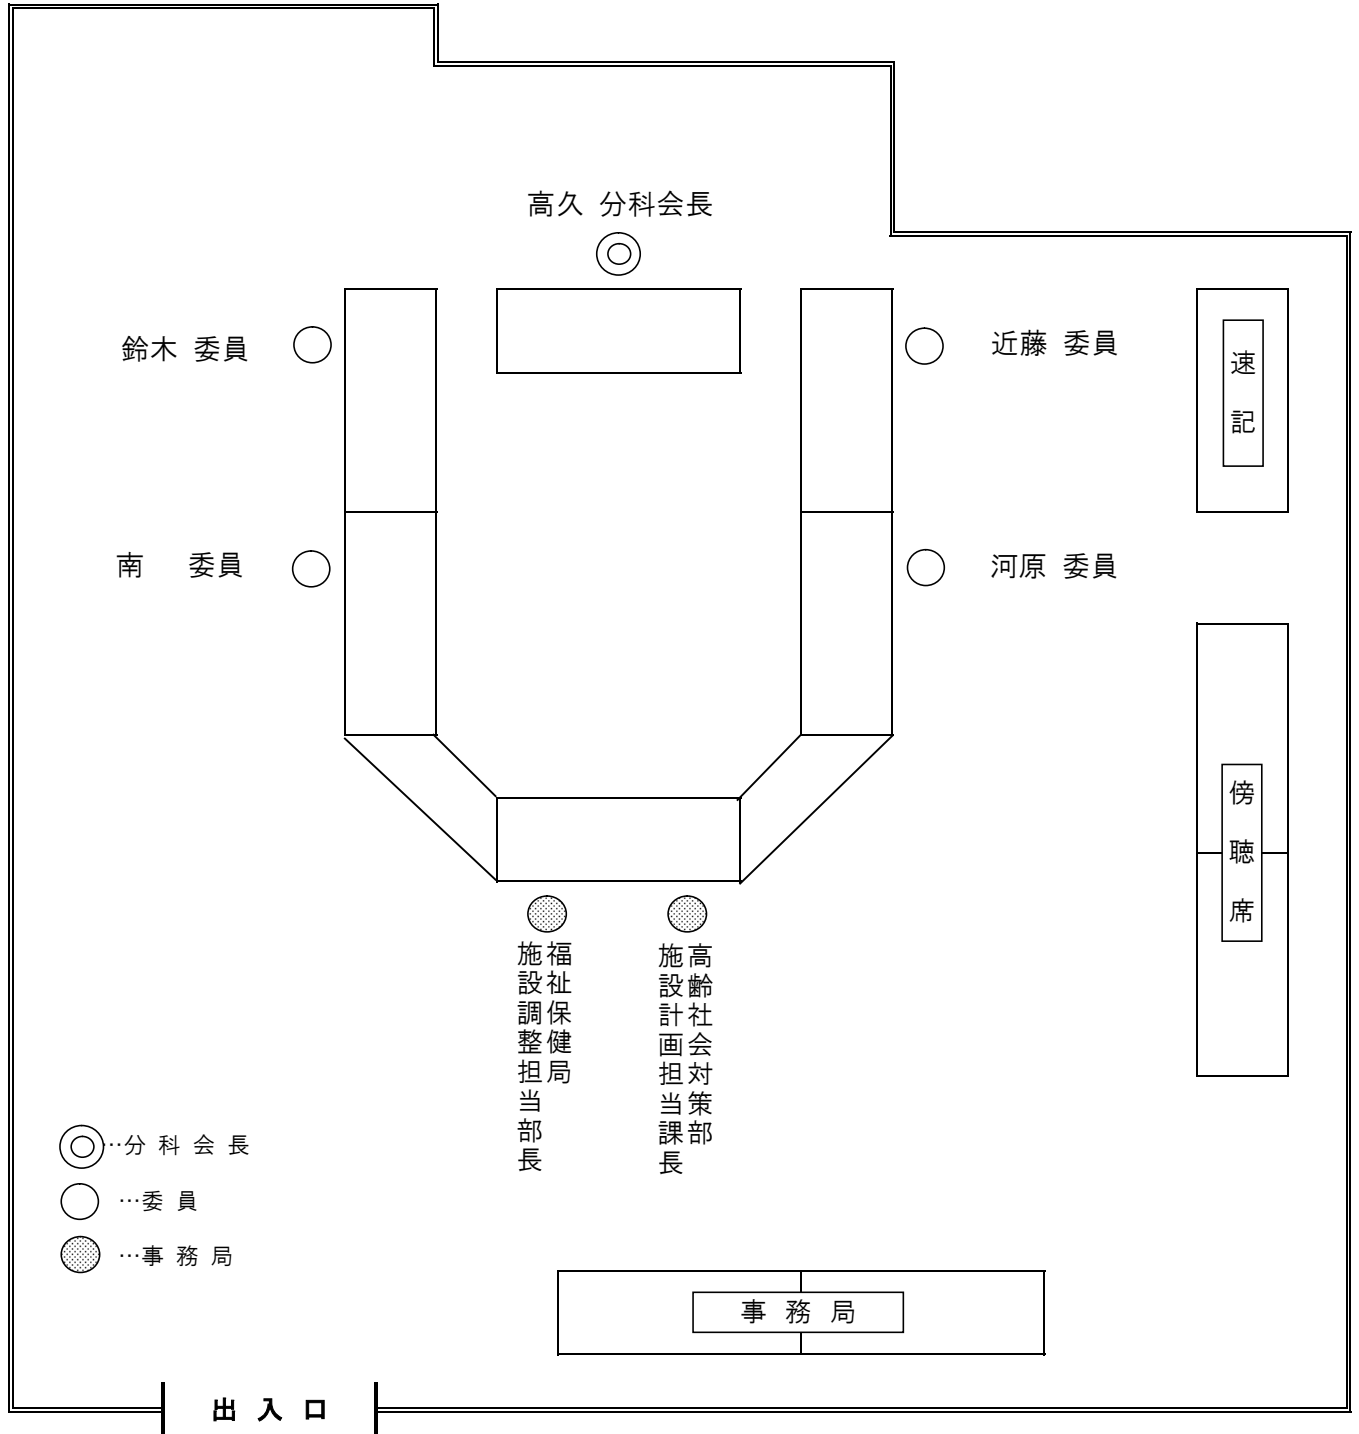 高久 分科会長
鈴木 委員
近藤 委員
速記
南 委員
河原 委員
傍聴席
福祉保健局
施設調整担当部長
高齢社会対策部
施設計画担当課長
…分科会長
…委員
…事務局
事務局
出入口